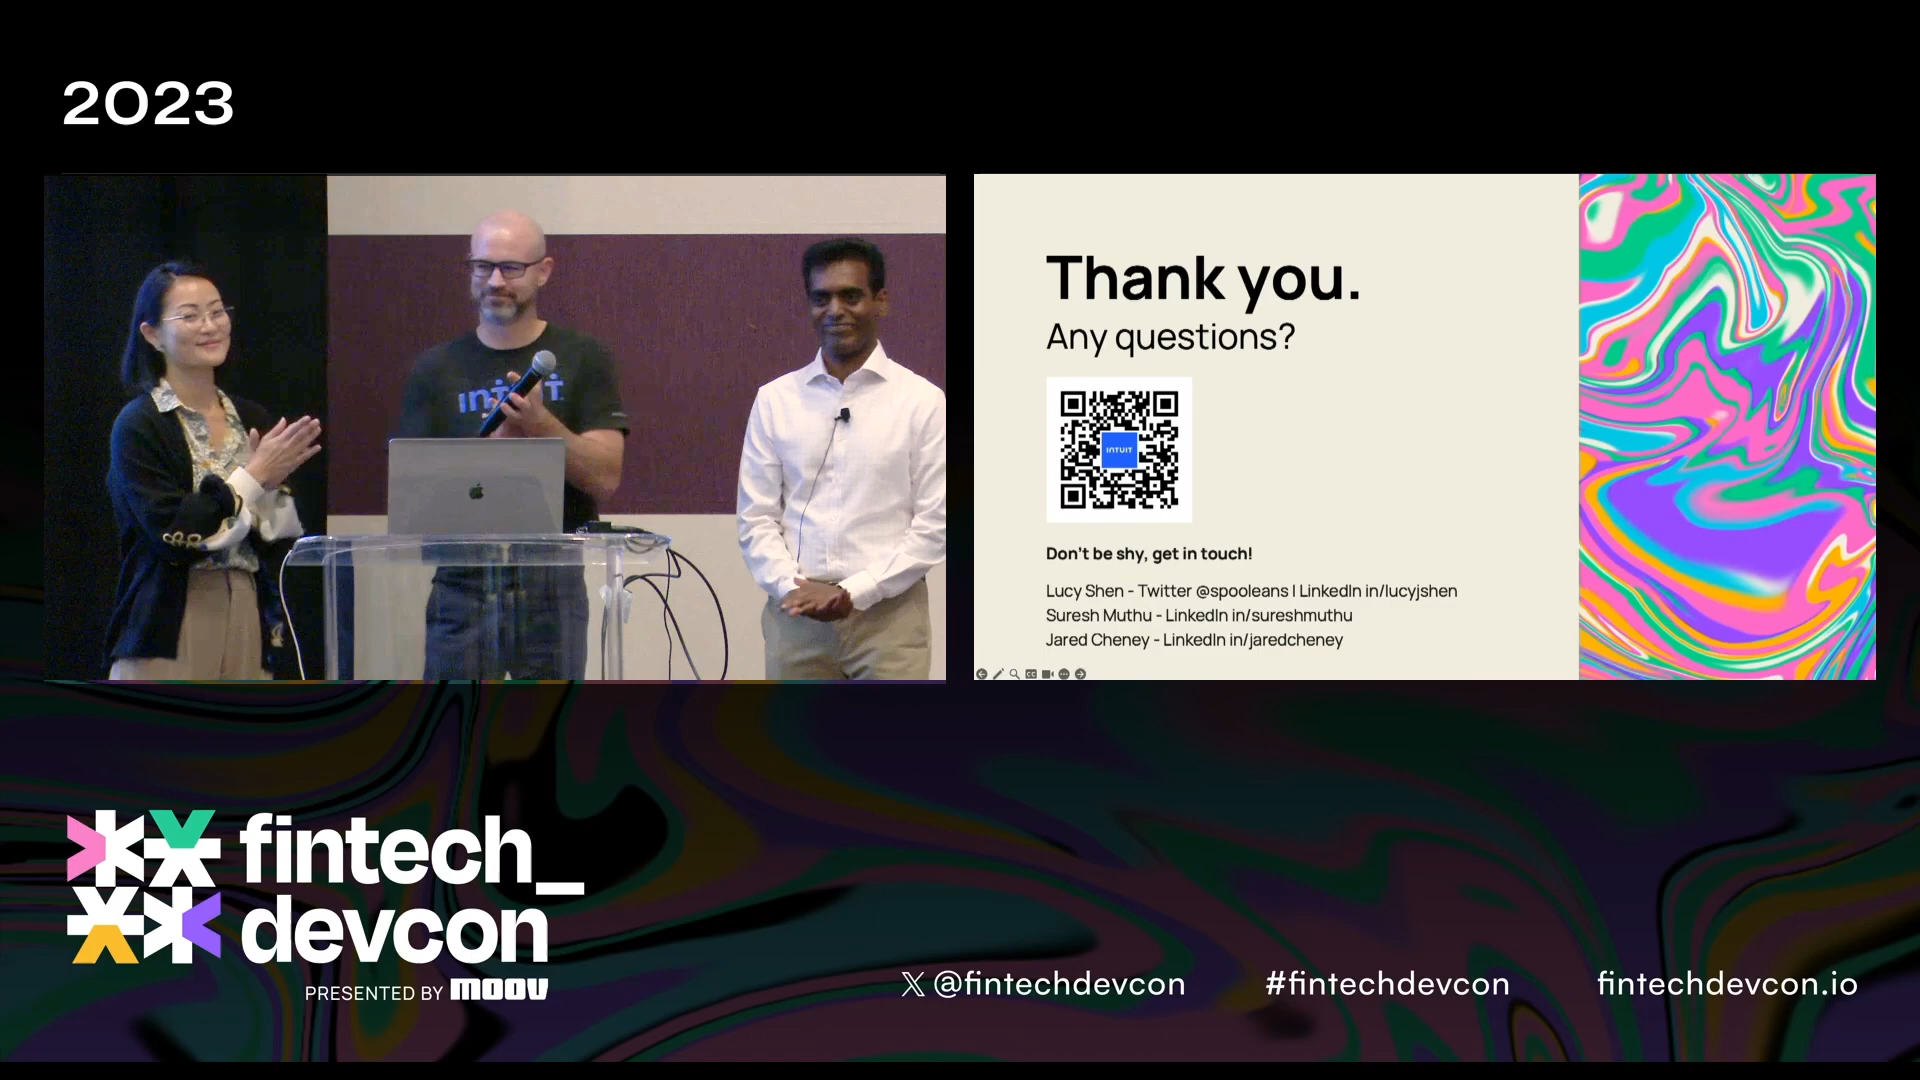 2023
intuit
Thank you.
Any questions?
INTUIT
Don't be shy, get in touch!
Lucy Shen - Twitter @spooleans | LinkedIn in/lucyjshen
Suresh Muthu - LinkedIn in/sureshmuthu
Jared Cheney - LinkedIn in/jaredcheney
CC
fintech_
devcon
PRESENTED BY moov
X @fintechdevcon
#fintechdevcon
fintechdevcon.io